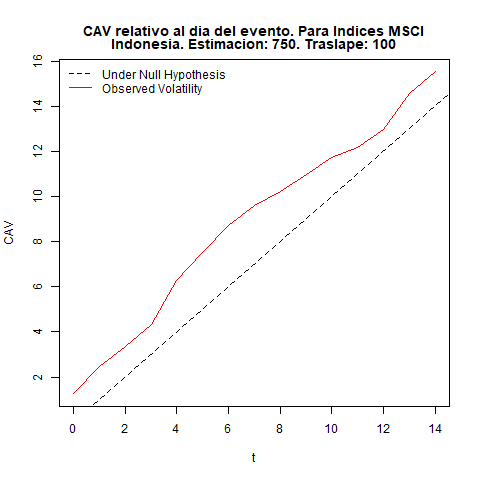 CAV relativo al dia del evento. Para Indices MSCI
Indonesia. Estimacion: 750. Traslape: 100
Under Null Hypothesis
Observed Volatility
CAV
16
14
12
10
8
6
4
2
0 2 4 6 8 10 12 14
t